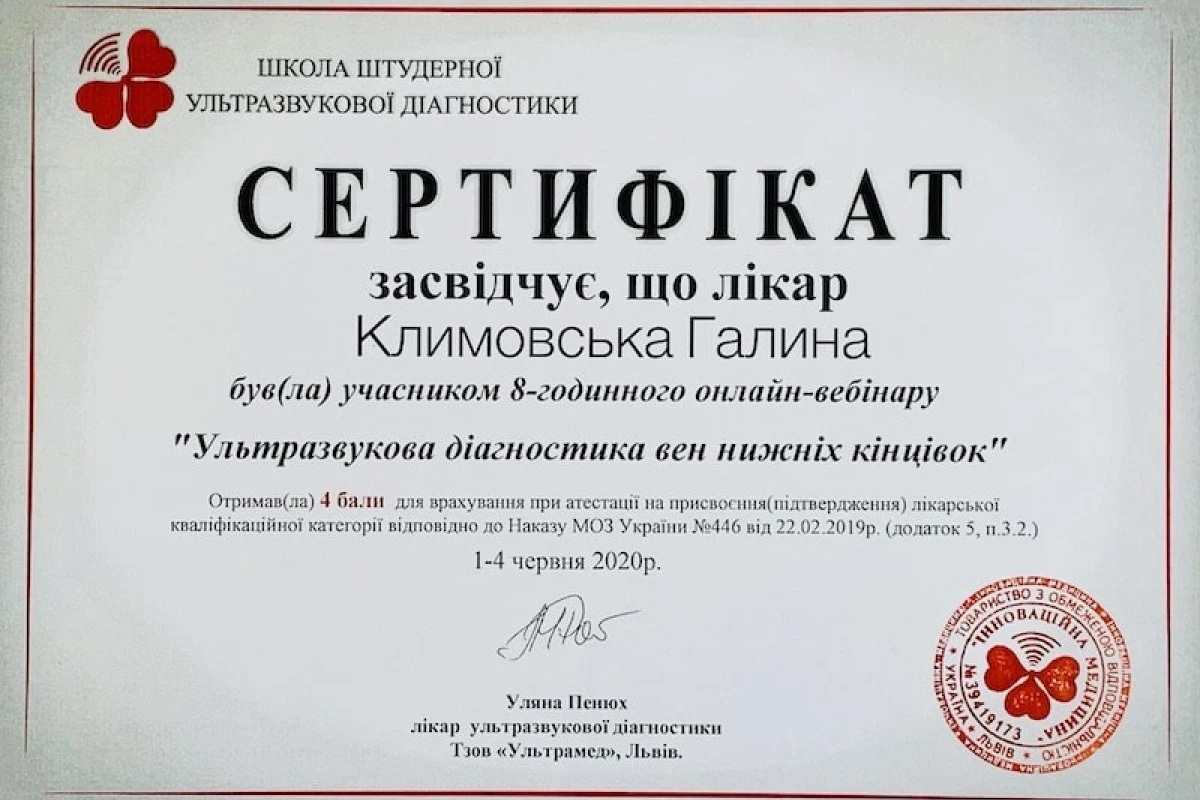 ШКОЛА ШТУДЕРНОЇ
УЛЬТРАЗВУКОВОЇ ДІАГНОСТИКИ
СЕРТИФІКАТ
засвідчує, що лікар
Климовська Галина
був(ла) учасником 8-годинного онлайн-вебінару
"Ультразвукова діагностика вен нижніх кінцівок"
Отримав(ла) 4 бали для врахування при атестації на присвоєння(підтвердження) лікарської
кваліфікаційної категорії відповідно до Наказу МОЗ України №446 від 22.02.2019р. (додаток 5, п.3.2.)
1-4 червня 2020р.
Уляна Пенюх
лікар ультразвукової діагностики
Тзов «Ультрамед», Львів.
ТОВАРИСТВО З ОБМЕЖЕНОЮ ВІДПОВІДАЛЬНІСТЮ
"ІННОВАЦІЙНА МЕДИЦИНА"
№39419173
* УКРАЇНА * ЛЬВІВ *